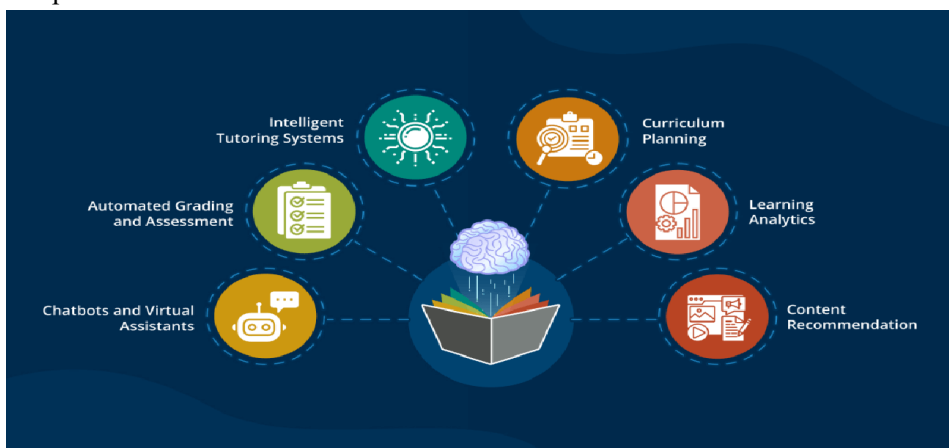 Intelligent
Tutoring Systems
Curriculum
Planning
Automated Grading
and Assessment
Learning
Analytics
Chatbots and Virtual
Assistants
Content
Recommendation